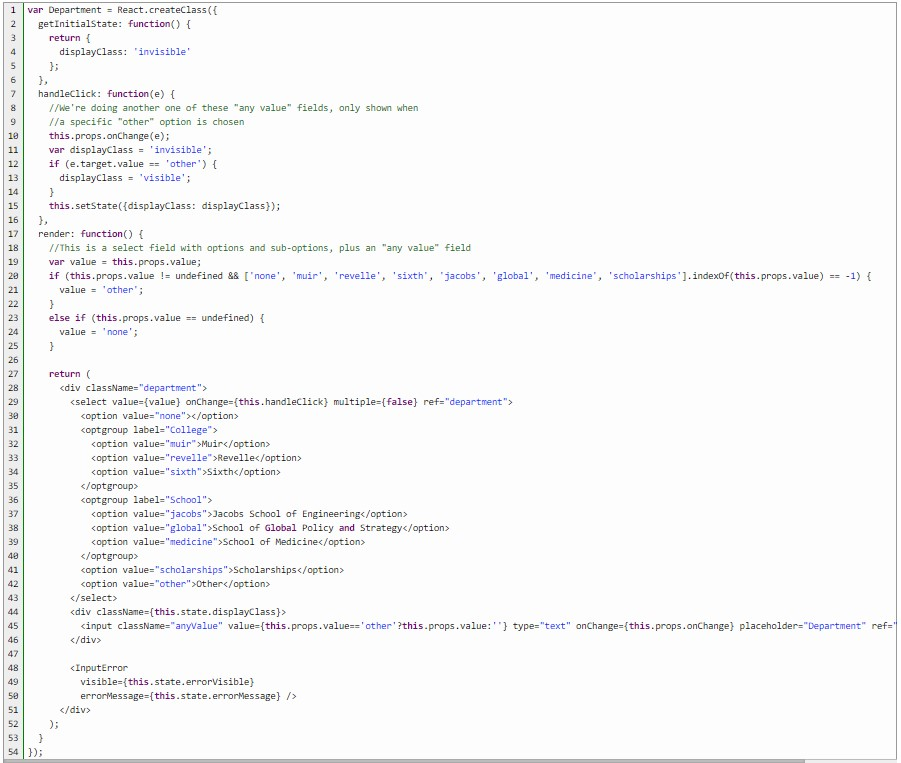 1 var Department = React.createClass({
2   getInitialState: function() {
3     return {
4       displayClass: 'invisible'
5     };
6   },
7   handleClick: function(e) {
8     //We're doing another one of these "any value" fields, only shown when
9     //a specific "other" option is chosen
10     this.props.onChange(e);
11     var displayClass = 'invisible';
12     if (e.target.value == 'other') {
13       displayClass = 'visible';
14     }
15     this.setState({displayClass: displayClass});
16   },
17   render: function() {
18     //This is a select field with options and sub-options, plus an "any value" field
19     var value = this.props.value;
20     if (this.props.value != undefined && ['none', 'muir', 'revelle', 'sixth', 'jacobs', 'global', 'medicine', 'scholarships'].indexOf(this.props.value) == -1) {
21       value = 'other';
22     }
23     else if (this.props.value == undefined) {
24       value = 'none';
25     }
26
27     return (
28       <div className="department">
29         <select value={value} onChange={this.handleClick} multiple={false} ref="department">
30           <option value="none"></option>
31           <optgroup label="College">
32             <option value="muir">Muir</option>
33             <option value="revelle">Revelle</option>
34             <option value="sixth">Sixth</option>
35           </optgroup>
36           <optgroup label="School">
37             <option value="jacobs">Jacobs School of Engineering</option>
38             <option value="global">School of Global Policy and Strategy</option>
39             <option value="medicine">School of Medicine</option>
40           </optgroup>
41           <option value="scholarships">Scholarships</option>
42           <option value="other">Other</option>
43         </select>
44         <div className={this.state.displayClass}>
45           <input className="anyValue" value={this.props.value=='other'?this.props.value:''} type="text" onChange={this.props.onChange} placeholder="Department" ref="
46         </div>
47
48         <InputError
49           visible={this.state.errorVisible}
50           errorMessage={this.state.errorMessage} />
51       </div>
52     );
53   }
54 });